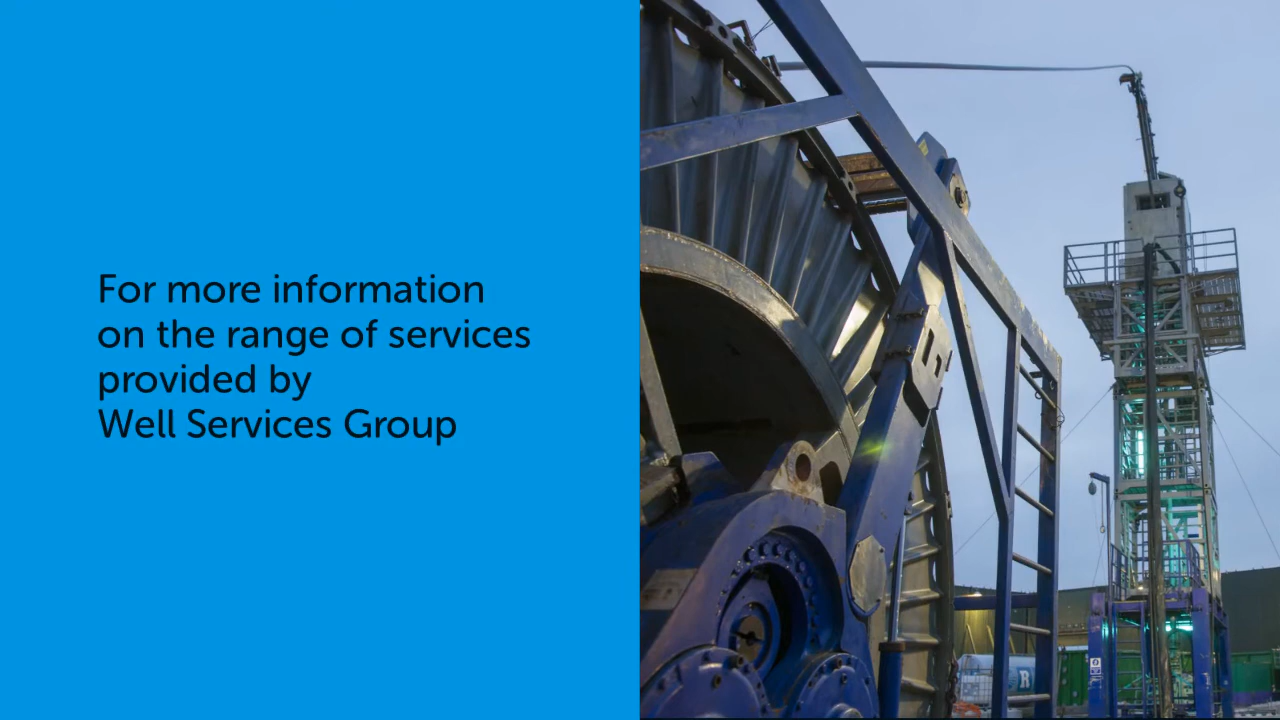 For more information
on the range of services
provided by
Well Services Group
R